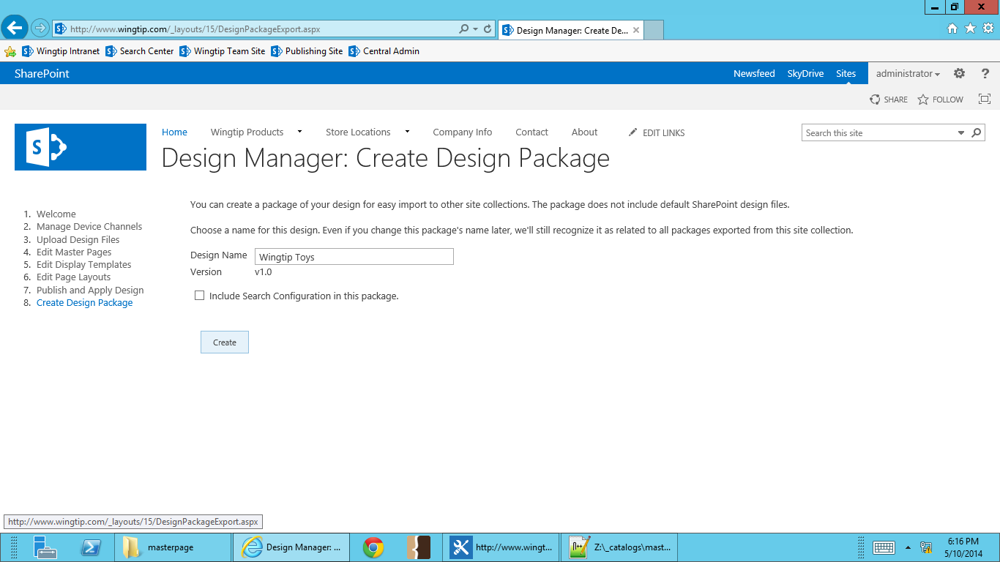 http://www.wingtip.com/_layouts/15/DesignPackageExport.aspx
Design Manager: Create De...
Wingtip Intranet Search Center Wingtip Team Site Publishing Site Central Admin
SharePoint Newsfeed SkyDrive Sites administrator ?
SHARE FOLLOW
S
Home Wingtip Products Store Locations Company Info Contact About EDIT LINKS
Search this site
Design Manager: Create Design Package
1. Welcome
2. Manage Device Channels
3. Upload Design Files
4. Edit Master Pages
5. Edit Display Templates
6. Edit Page Layouts
7. Publish and Apply Design
8. Create Design Package
You can create a package of your design for easy import to other site collections. The package does not include default SharePoint design files.
Choose a name for this design. Even if you change this package's name later, we'll still recognize it as related to all packages exported from this site collection.
Design Name Wingtip Toys
Version v1.0
Include Search Configuration in this package.
Create
http://www.wingtip.com/_layouts/15/DesignPackageExport.aspx
masterpage Design Manager: ... http://www.wingt... Z:\_catalogs\mast...
6:16 PM
5/10/2014